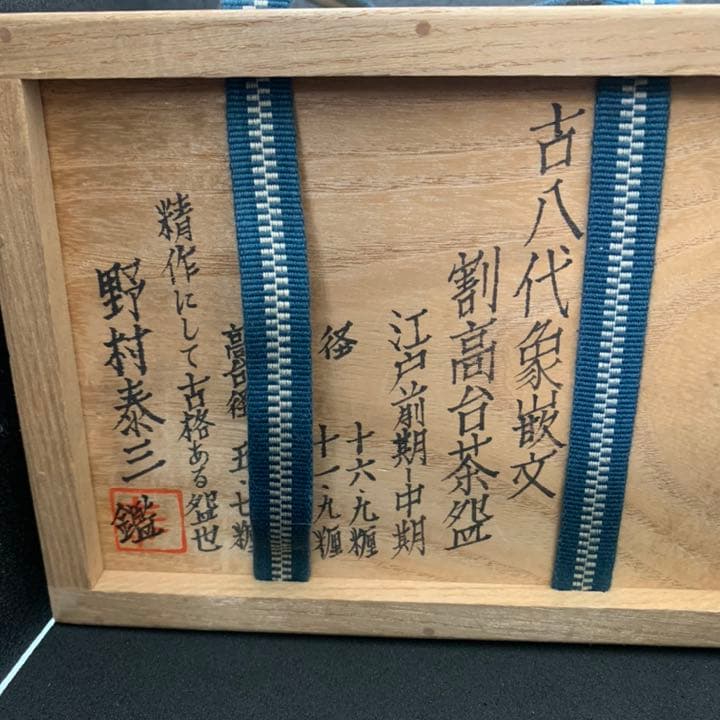 古八代象嵌文
割高台茶盌
江戸前期ー中期
径 十六・九糎
十一・九糎
高台径 五・七糎
精作にして古格ある盌也
野村泰三 鑑